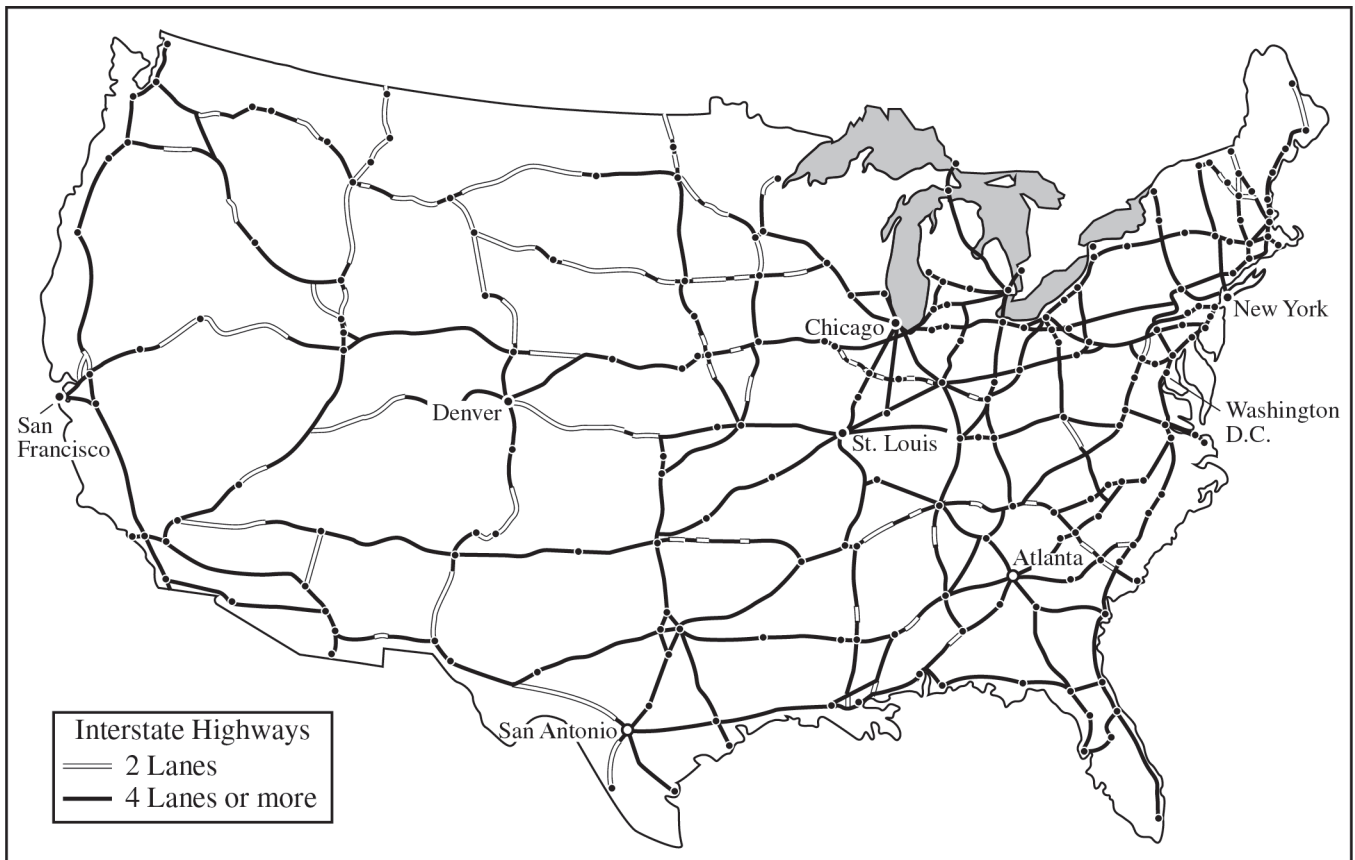 New York
Chicago
Denver
San
Francisco
St. Louis
Washington
D.C.
Atlanta
San Antonio
Interstate Highways
2 Lanes
4 Lanes or more